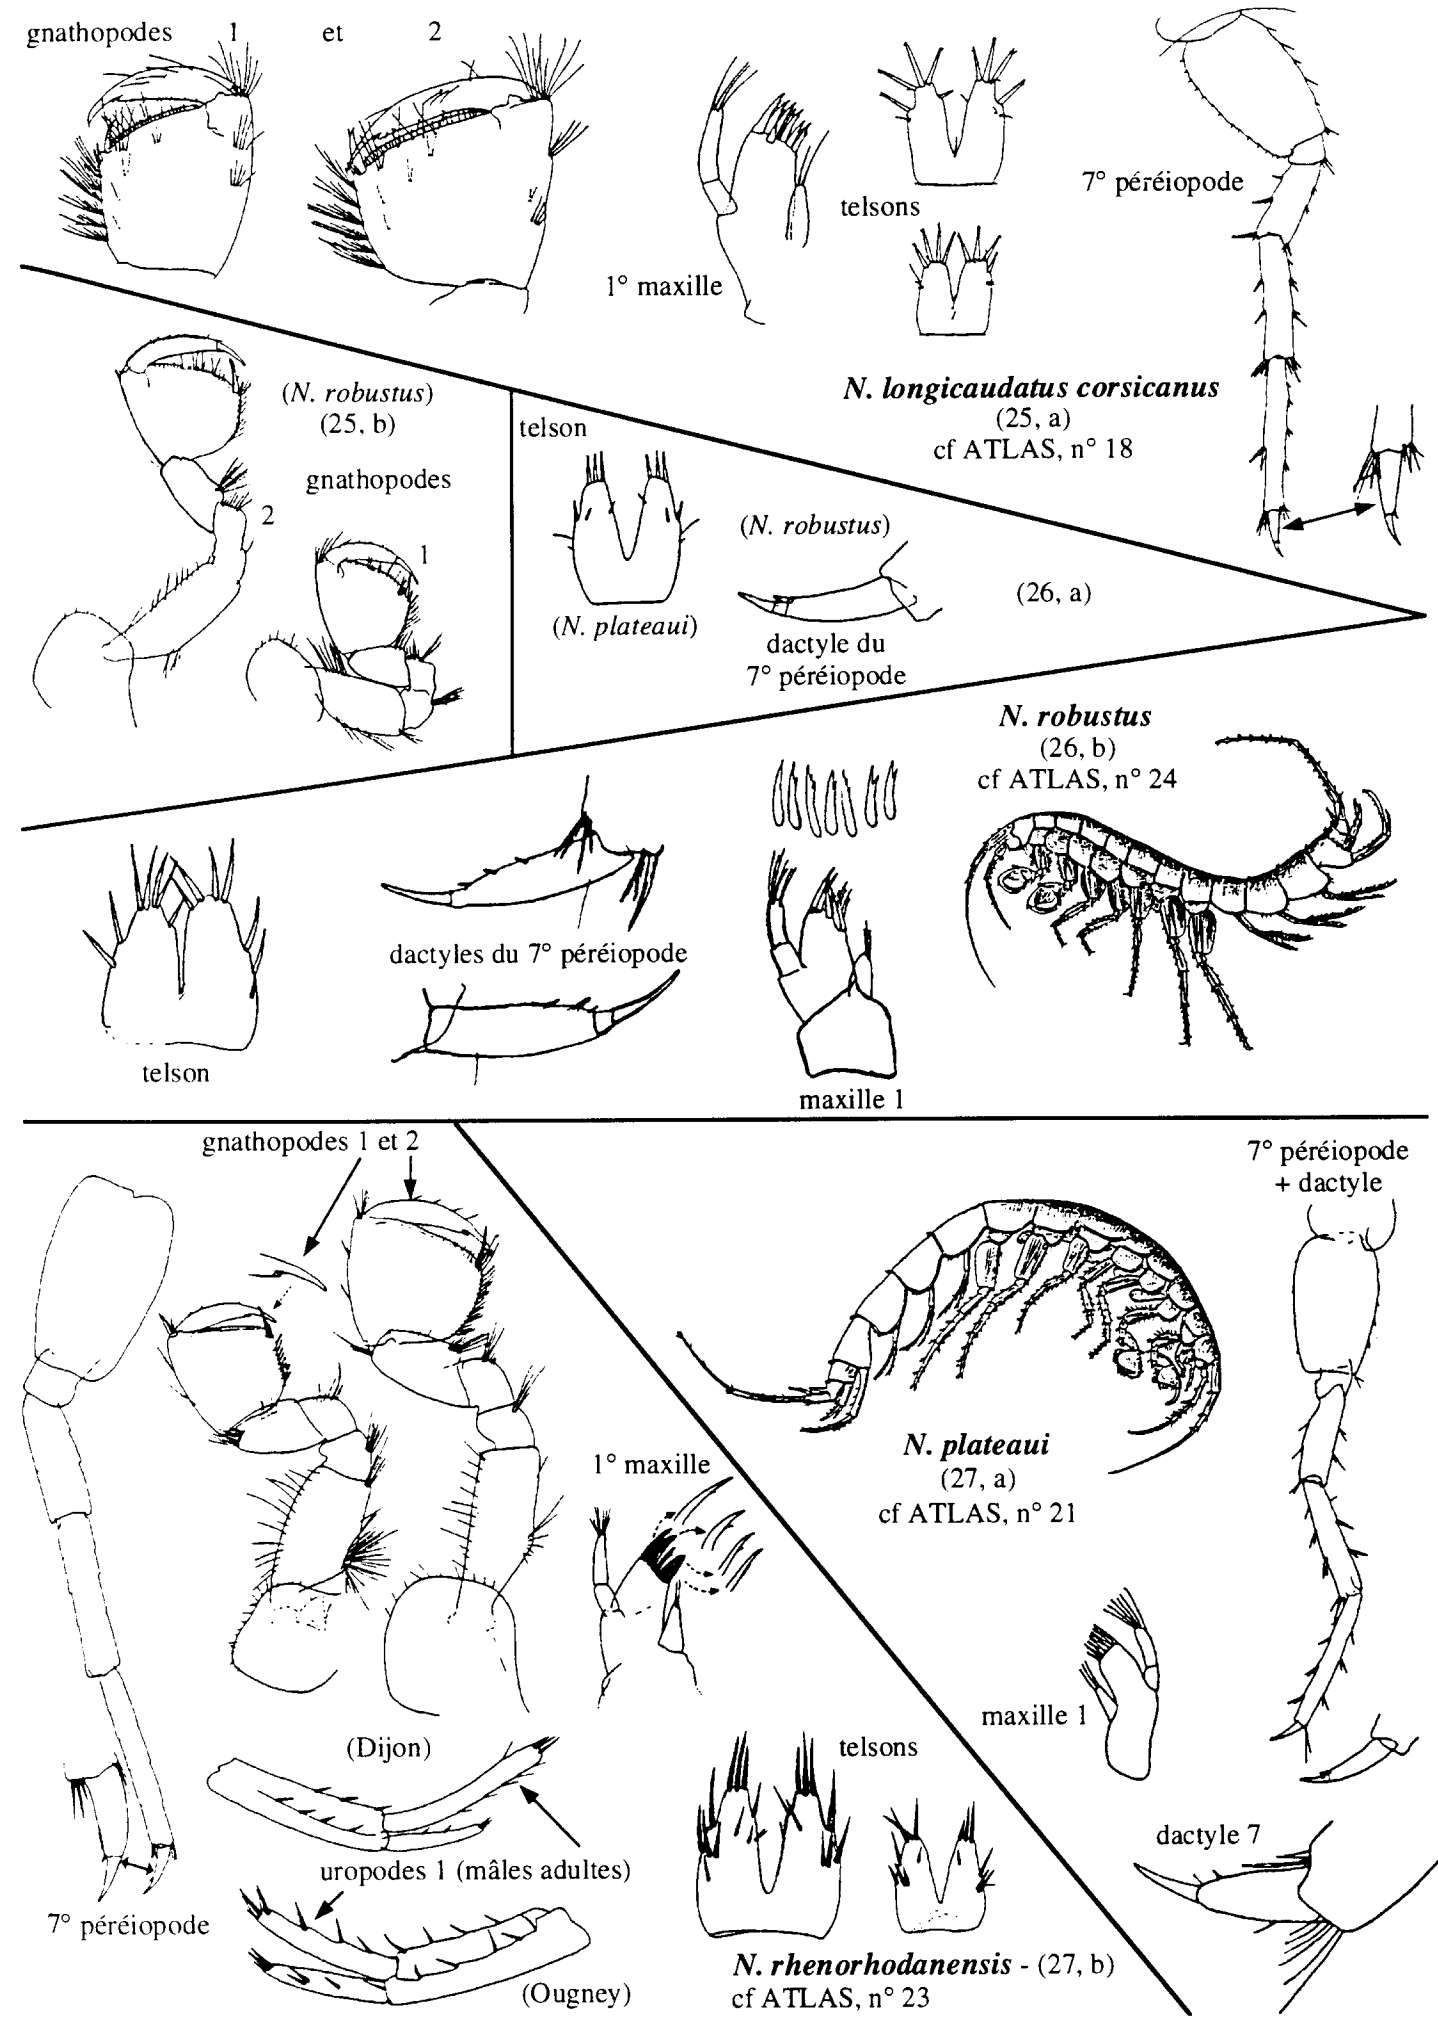 gnathopodes 1 et 2
7° péréiopode
telsons
1° maxille
N. longicaudatus corsicanus
(25, a)
cf ATLAS, n° 18
(N. robustus)
(25, b)
gnathopodes
2
1
telson
(N. plateaui)
(N. robustus)
dactyle du
7° péréiopode
(26, a)
N. robustus
(26, b)
cf ATLAS, n° 24
telson
dactyles du 7° péréiopode
maxille 1
gnathopodes 1 et 2
1° maxille
(Dijon)
uropodes 1 (mâles adultes)
7° péréiopode
(Ougney)
telsons
N. rhenorhodanensis - (27, b)
cf ATLAS, n° 23
7° péréiopode
+ dactyle
N. plateaui
(27, a)
cf ATLAS, n° 21
maxille 1
dactyle 7